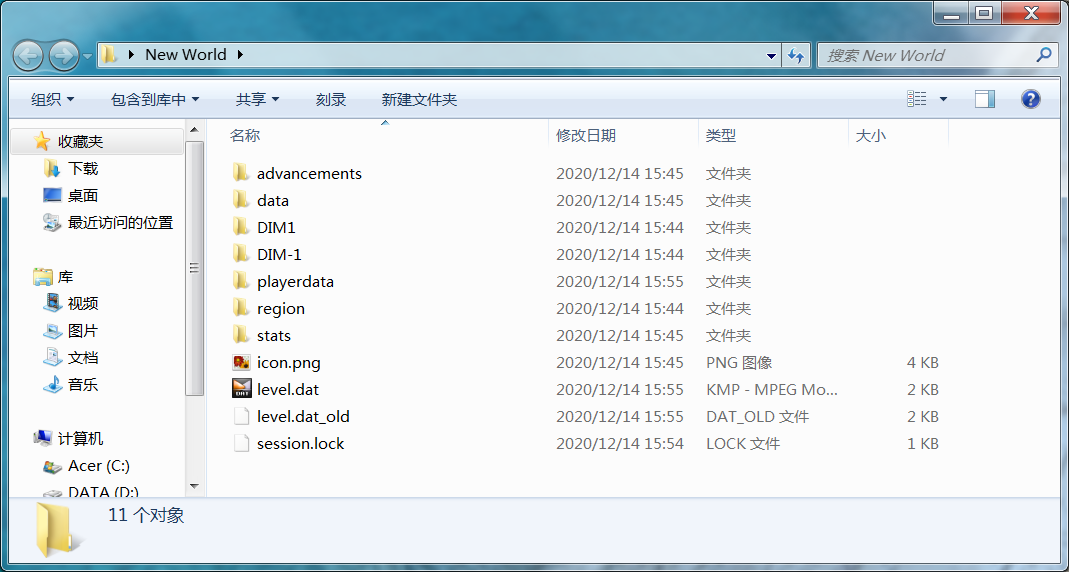 New World
搜索 New World
组织 包含到库中 共享 刻录 新建文件夹
收藏夹
下载
桌面
最近访问的位置
库
视频
图片
文档
音乐
计算机
Acer (C:)
DATA (D:)
名称 修改日期 类型 大小
advancements 2020/12/14 15:45 文件夹
data 2020/12/14 15:45 文件夹
DIM1 2020/12/14 15:44 文件夹
DIM-1 2020/12/14 15:44 文件夹
playerdata 2020/12/14 15:55 文件夹
region 2020/12/14 15:44 文件夹
stats 2020/12/14 15:45 文件夹
icon.png 2020/12/14 15:45 PNG 图像 4 KB
level.dat 2020/12/14 15:55 KMP - MPEG Mo... 2 KB
level.dat_old 2020/12/14 15:55 DAT_OLD 文件 2 KB
session.lock 2020/12/14 15:54 LOCK 文件 1 KB
11 个对象